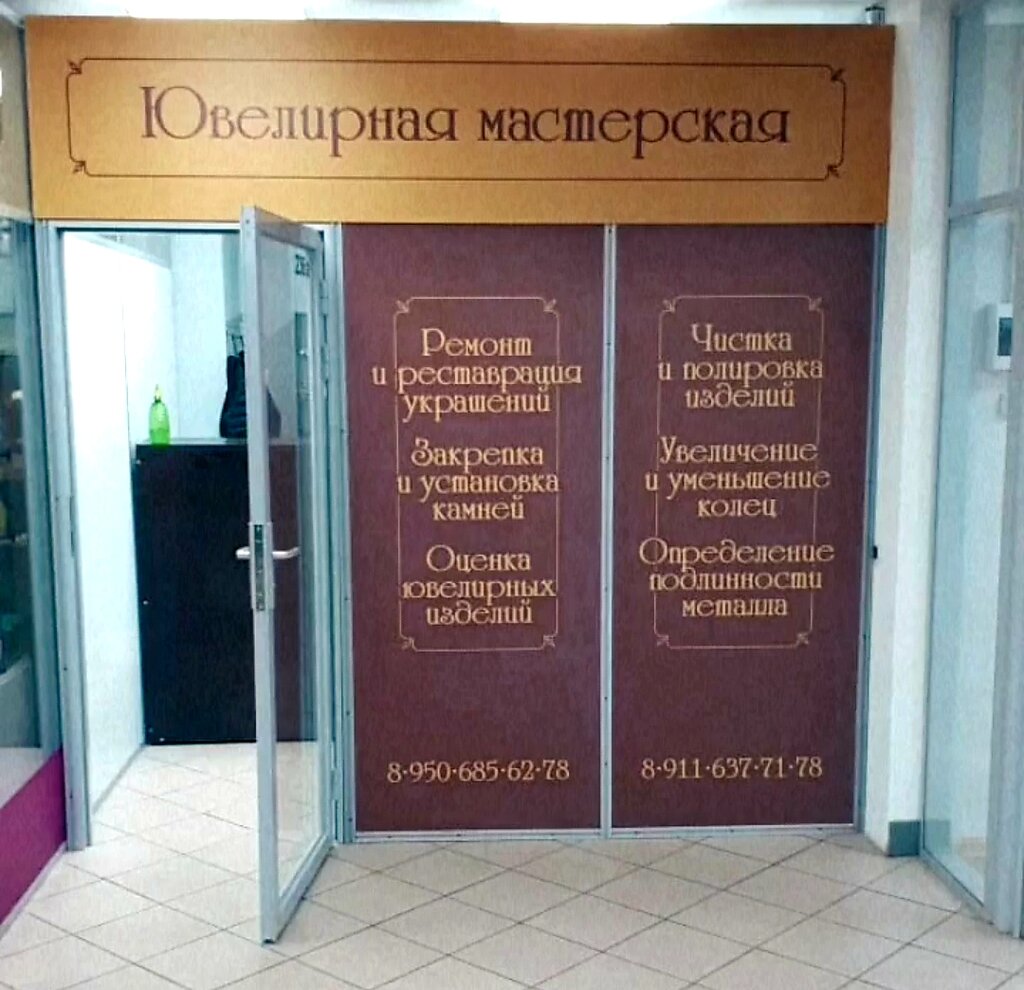 Ювелирная мастерская
Ремонт
и реставрация
украшений
Закрепка
и установка
камней
Оценка
ювелирных
изделий
8-950-685-62-78
Чистка
и полировка
изделий
Увеличение
и уменьшение
колец
Определение
подлинности
металла
8-911-637-71-78